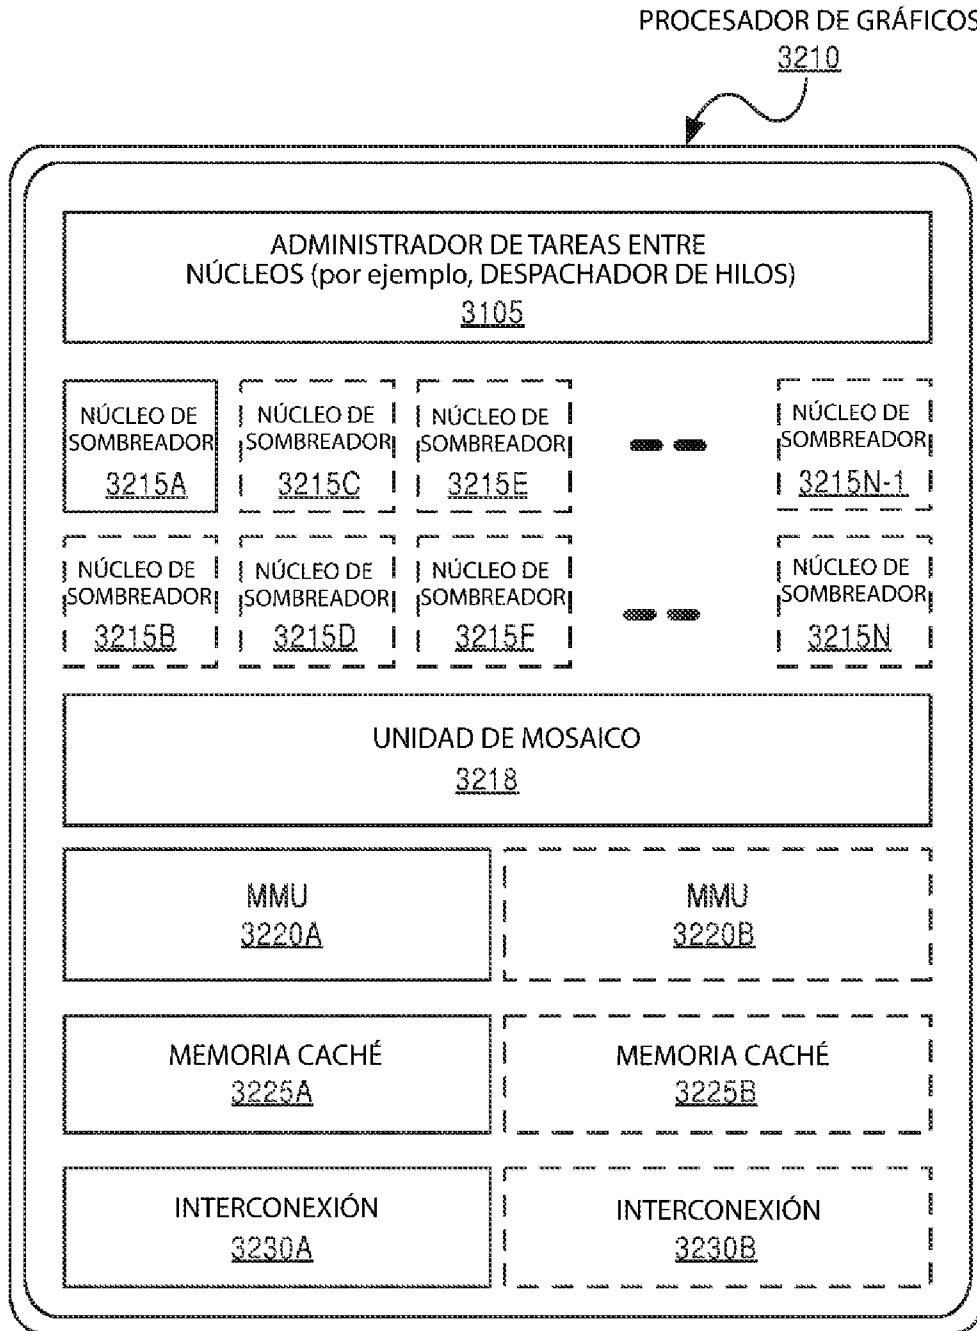 PROCESADOR DE GRÁFICOS
3210
ADMINISTRADOR DE TAREAS ENTRE
NÚCLEOS (por ejemplo, DESPACHADOR DE HILOS)
3105
NÚCLEO DE
SOMBREADOR
3215A
NÚCLEO DE
SOMBREADOR
3215C
NÚCLEO DE
SOMBREADOR
3215E
NÚCLEO DE
SOMBREADOR
3215N-1
NÚCLEO DE
SOMBREADOR
3215B
NÚCLEO DE
SOMBREADOR
3215D
NÚCLEO DE
SOMBREADOR
3215F
NÚCLEO DE
SOMBREADOR
3215N
UNIDAD DE MOSAICO
3218
MMU
3220A
MMU
3220B
MEMORIA CACHÉ
3225A
MEMORIA CACHÉ
3225B
INTERCONEXIÓN
3230A
INTERCONEXIÓN
3230B